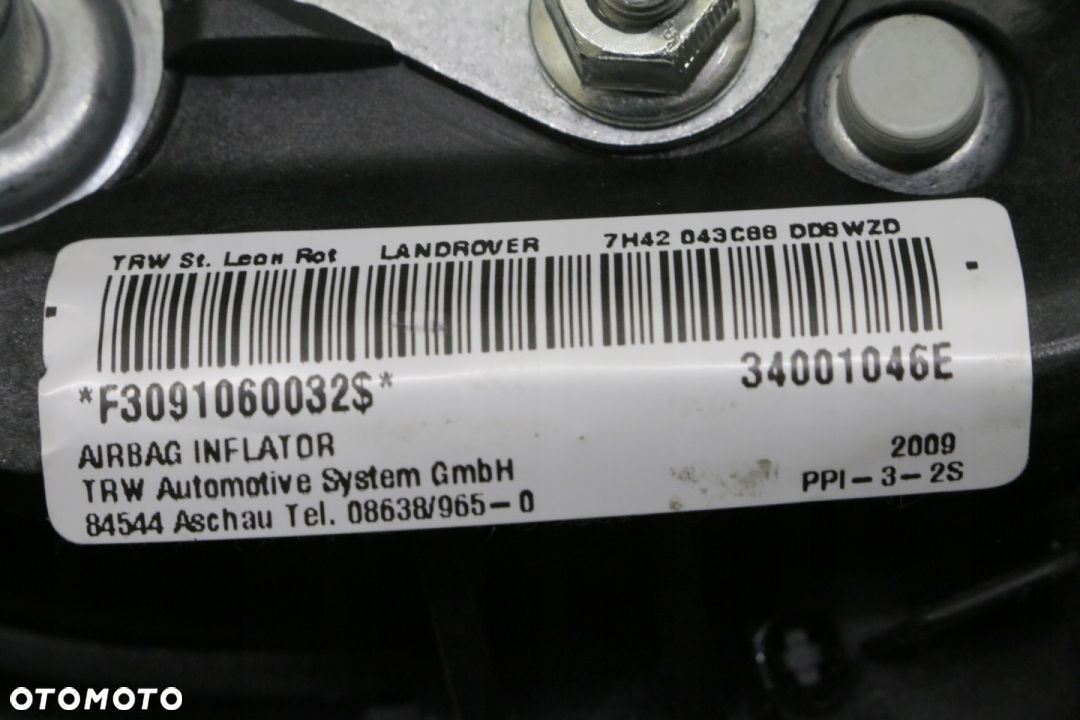 TRW St. Leon Rot LANDROVER 7H42 043C88 DD8WZD
*F3091060032$* 34001046E
AIRBAG INFLATOR 2009
TRW Automotive System GmbH PPI-3-2S
84544 Aschau Tel. 08638/965-0
OTOMOTO